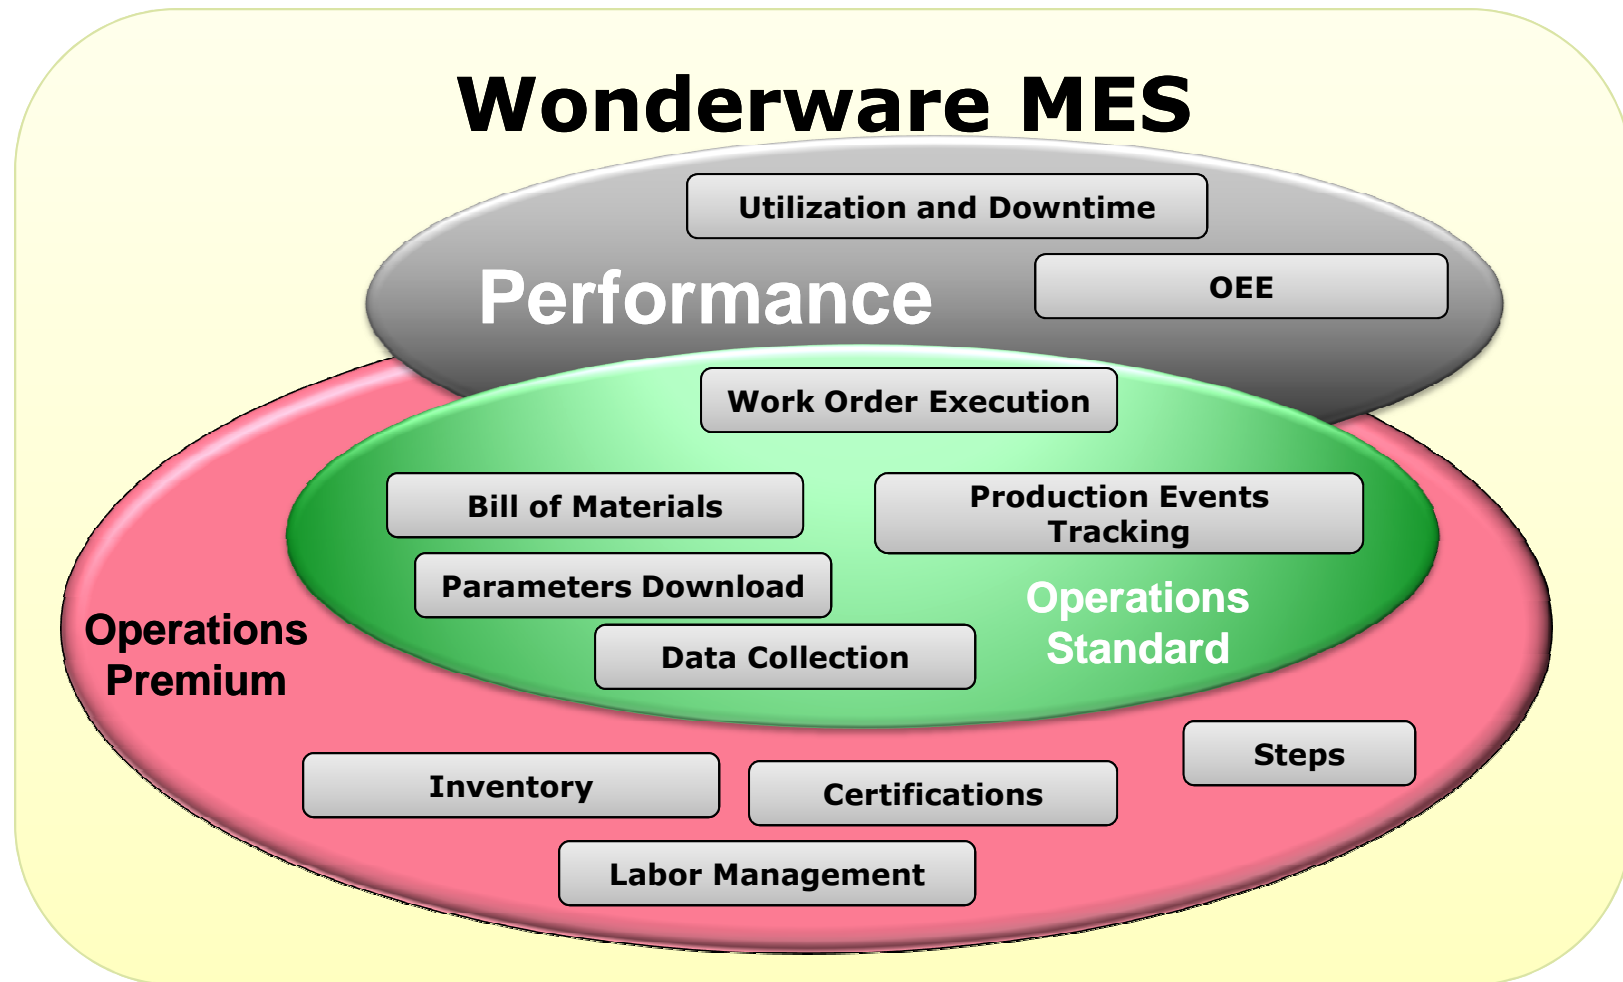 Wonderware MES
Utilization and Downtime
Performance
OEE
Work Order Execution
Bill of Materials
Production Events
Tracking
Parameters Download
Operations
Standard
Data Collection
Operations
Premium
Steps
Inventory
Certifications
Labor Management